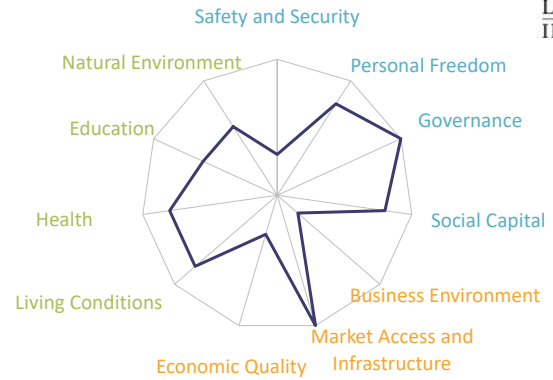 Safety and Security
Natural Environment
Personal Freedom
Education
Governance
Health
Social Capital
Living Conditions
Business Environment
Market Access and
Infrastructure
Economic Quality